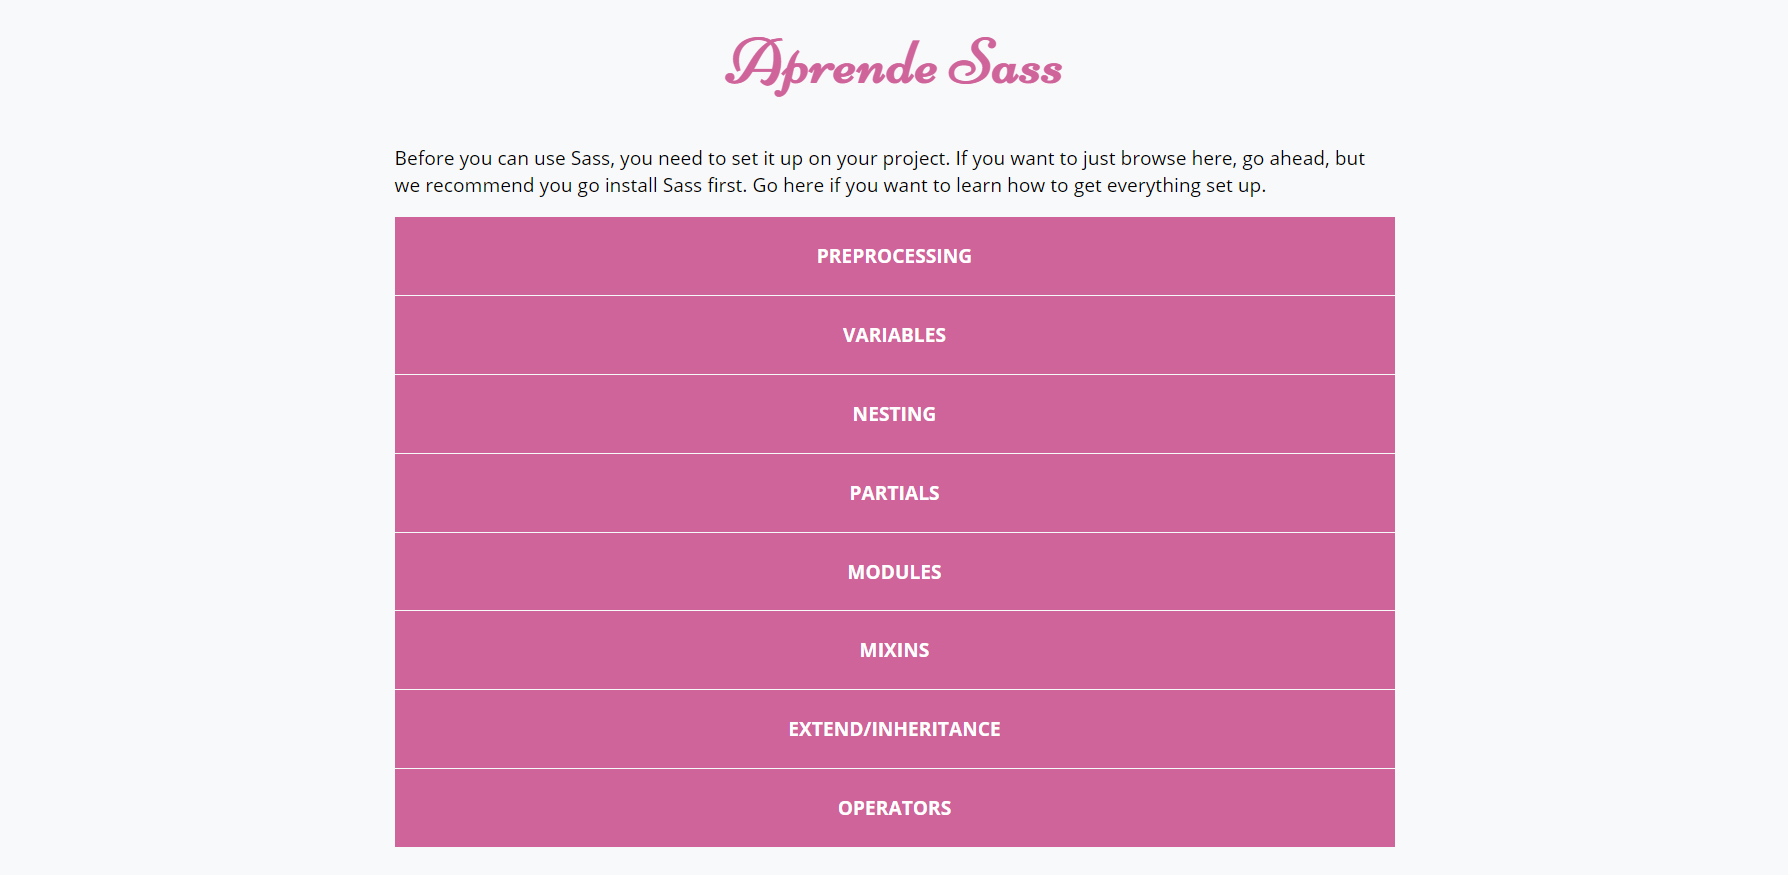 Aprende Sass
Before you can use Sass, you need to set it up on your project. If you want to just browse here, go ahead, but
we recommend you go install Sass first. Go here if you want to learn how to get everything set up.
PREPROCESSING
VARIABLES
NESTING
PARTIALS
MODULES
MIXINS
EXTEND/INHERITANCE
OPERATORS